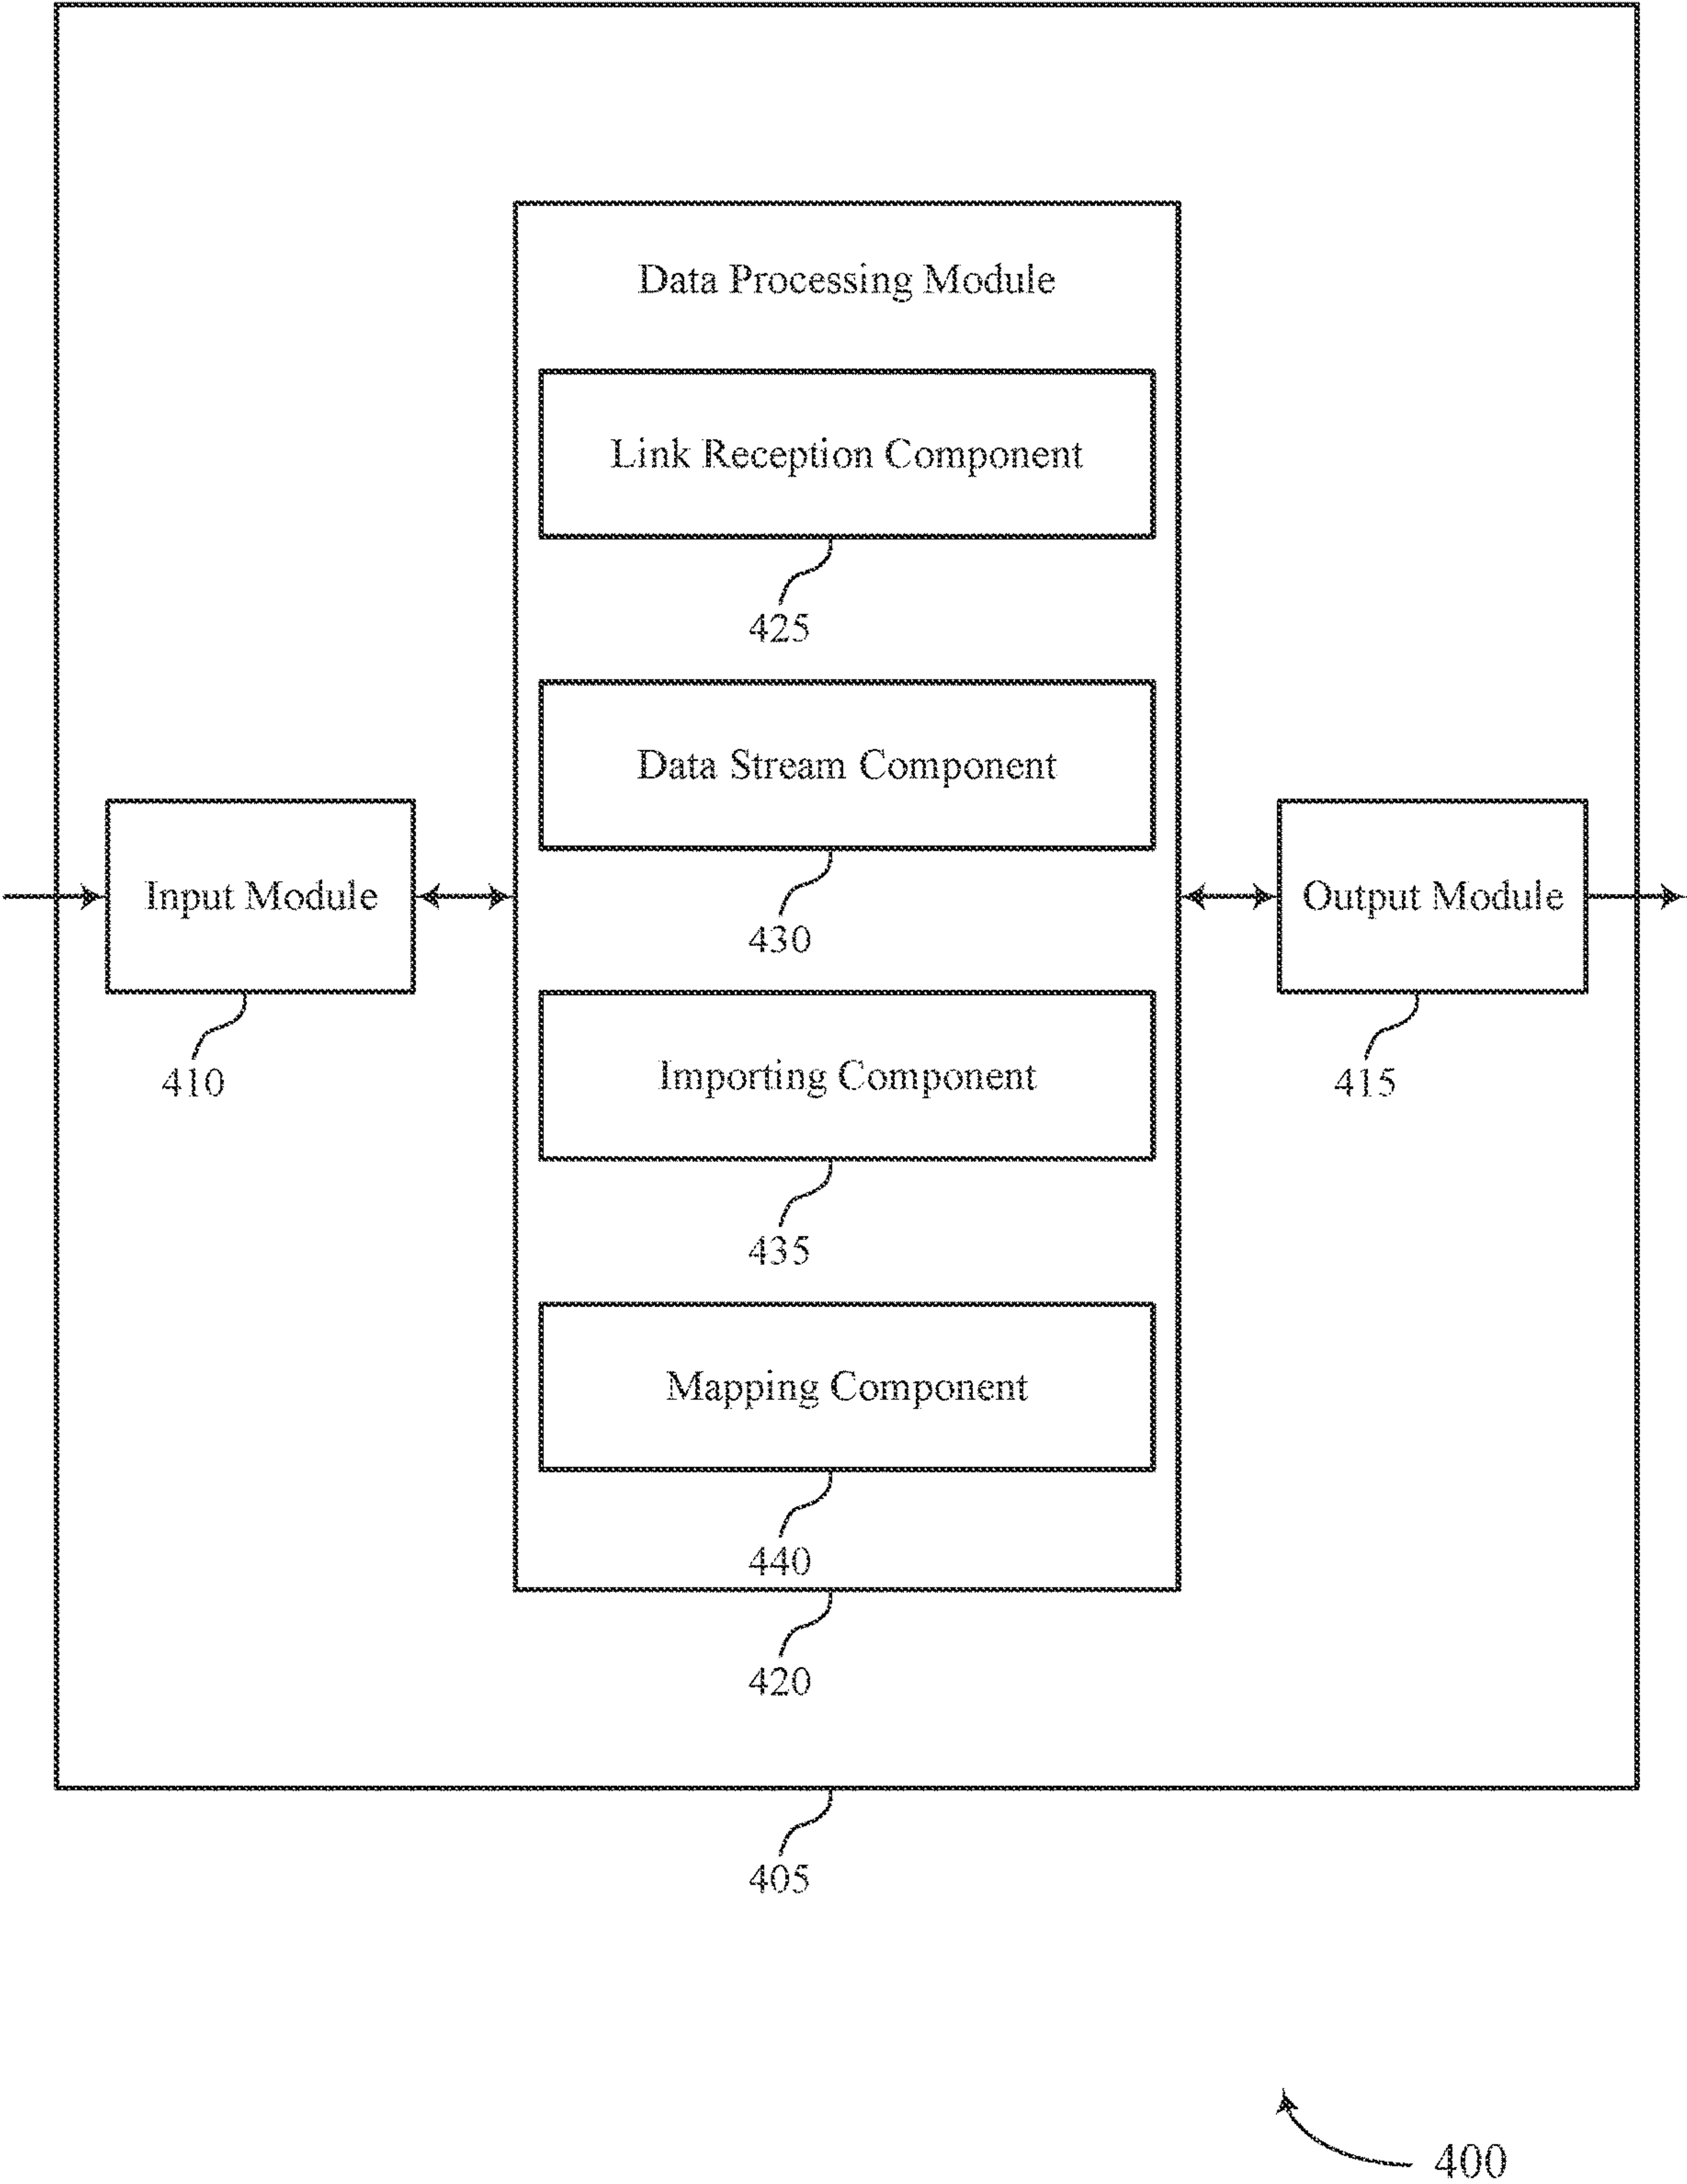 Data Processing Module
Link Reception Component
425
Data Stream Component
430
Input Module
410
Output Module
415
Importing Component
435
Mapping Component
440
420
405
400